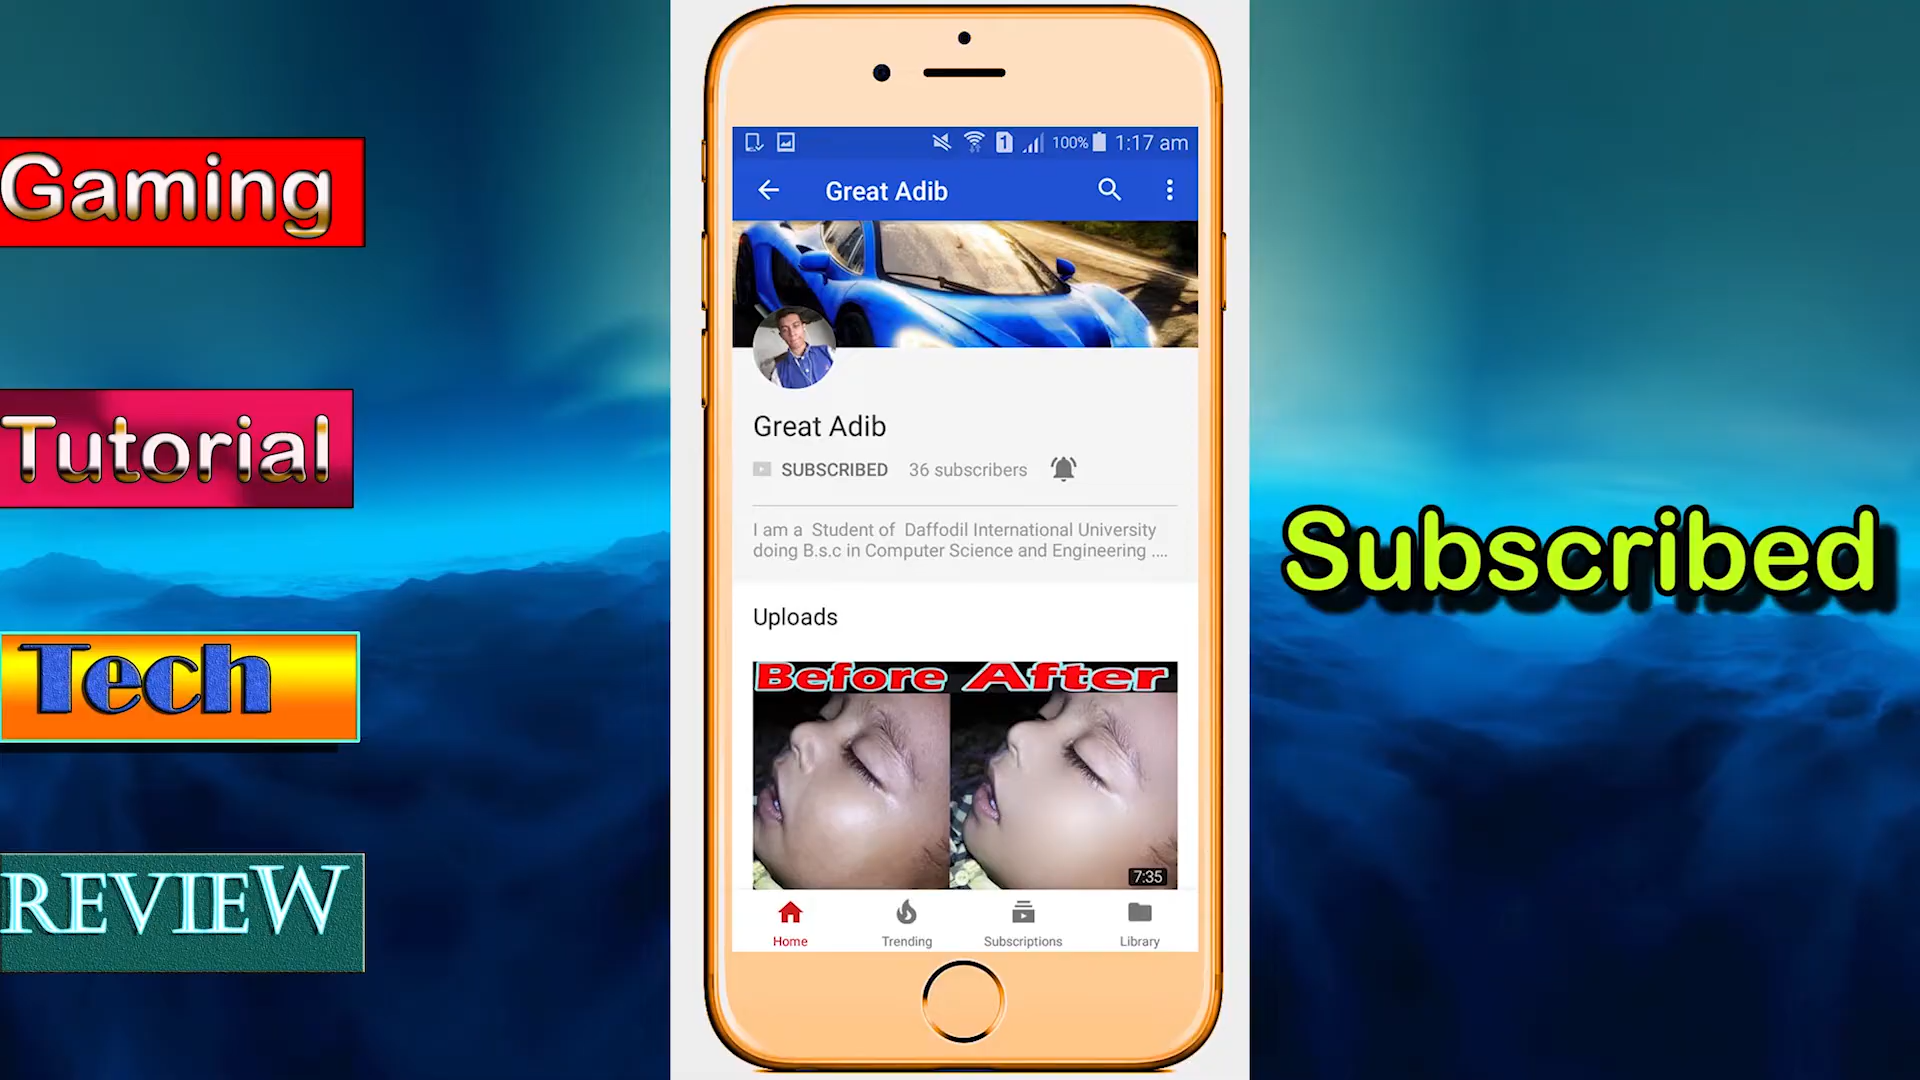 Gaming
Tutorial
Tech
REVIEW
1 100% 1:17 am
Great Adib
Great Adib
SUBSCRIBED 36 subscribers
I am a Student of Daffodil International University
doing B.s.c in Computer Science and Engineering ....
Uploads
Before After
7:35
Home Trending Subscriptions Library
Subscribed